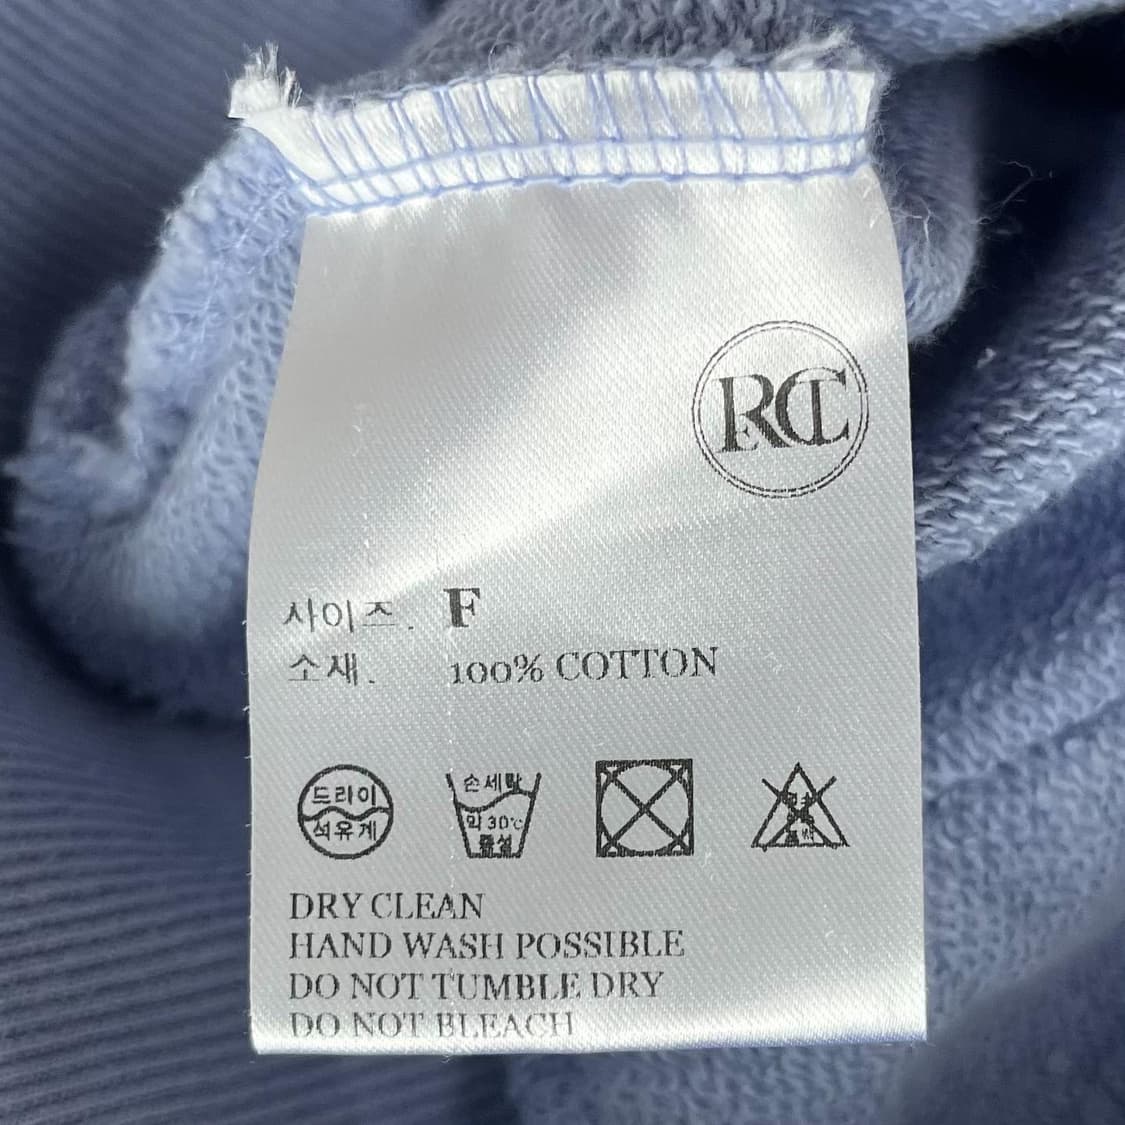 RCT
사이즈. F
소재. 100% COTTON
드라이
석유계
손세탁
약 30℃
중성
DRY CLEAN
HAND WASH POSSIBLE
DO NOT TUMBLE DRY
DO NOT BLEACH